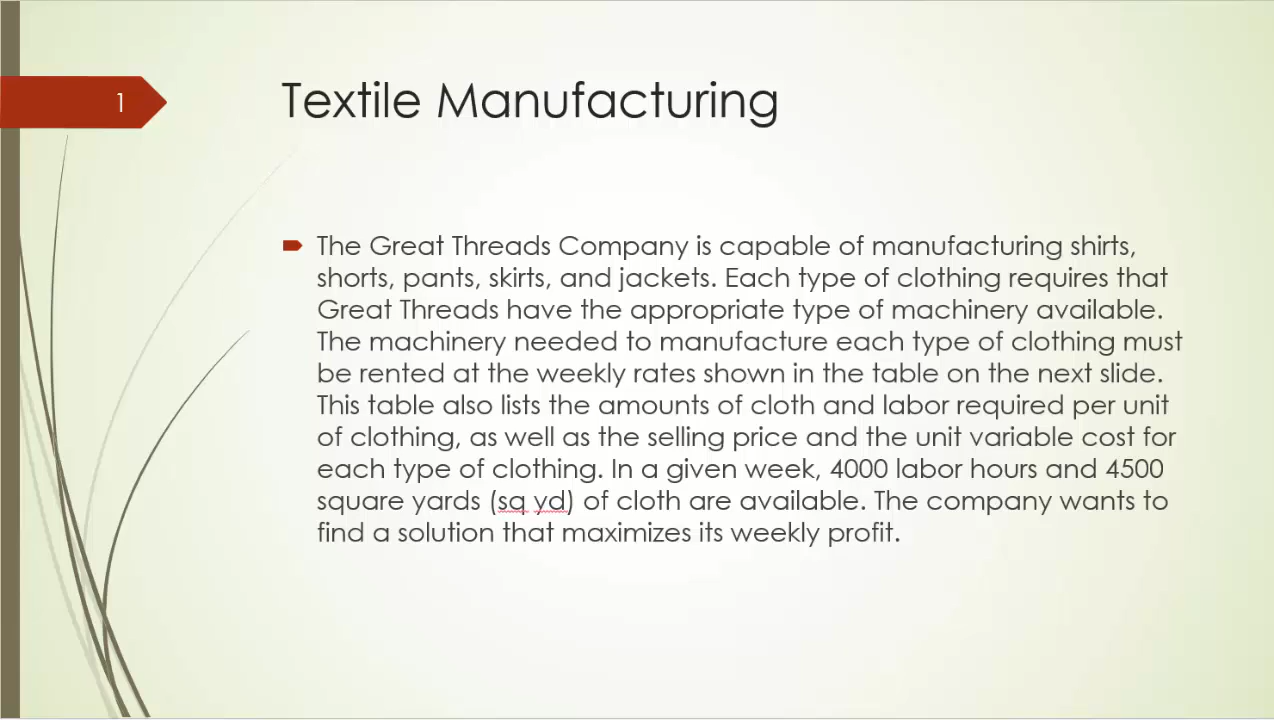 1
Textile Manufacturing
The Great Threads Company is capable of manufacturing shirts,
shorts, pants, skirts, and jackets. Each type of clothing requires that
Great Threads have the appropriate type of machinery available.
The machinery needed to manufacture each type of clothing must
be rented at the weekly rates shown in the table on the next slide.
This table also lists the amounts of cloth and labor required per unit
of clothing, as well as the selling price and the unit variable cost for
each type of clothing. In a given week, 4000 labor hours and 4500
square yards (sq yd) of cloth are available. The company wants to
find a solution that maximizes its weekly profit.